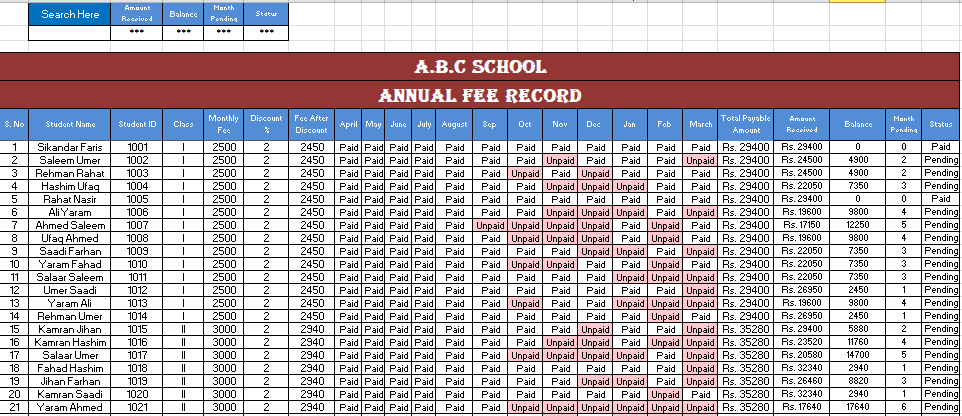 Search Here Amount Received Balance Month Pending Status
*** *** *** ***
A.B.C SCHOOL
ANNUAL FEE RECORD
S. No Student Name Student ID Class Monthly Fee Discount % Fee After Discount April May June July August Sep Oct Nov Dec Jan Feb March Total Payable Amount Amount Received Balance Month Pending Status
1 Sikandar Faris 1001 I 2500 2 2450 Paid Paid Paid Paid Paid Paid Paid Paid Paid Paid Paid Paid Rs. 29400 Rs. 29400 0 0 Paid
2 Saleem Umer 1002 I 2500 2 2450 Paid Paid Paid Paid Paid Paid Paid Unpaid Paid Paid Paid Unpaid Rs. 29400 Rs. 24500 4900 2 Pending
3 Rehman Rahat 1003 I 2500 2 2450 Paid Paid Paid Paid Paid Paid Unpaid Paid Unpaid Paid Paid Paid Rs. 29400 Rs. 24500 4900 2 Pending
4 Hashim Ufaq 1004 I 2500 2 2450 Paid Paid Paid Paid Paid Paid Paid Unpaid Unpaid Unpaid Paid Paid Rs. 29400 Rs. 22050 7350 3 Pending
5 Rahat Nasir 1005 I 2500 2 2450 Paid Paid Paid Paid Paid Paid Paid Paid Paid Paid Paid Paid Rs. 29400 Rs. 29400 0 0 Paid
6 Ali Yaram 1006 I 2500 2 2450 Paid Paid Paid Paid Paid Paid Paid Unpaid Unpaid Unpaid Paid Unpaid Rs. 29400 Rs. 19600 9800 4 Pending
7 Ahmed Saleem 1007 I 2500 2 2450 Paid Paid Paid Paid Paid Unpaid Unpaid Unpaid Unpaid Paid Unpaid Paid Rs. 29400 Rs. 17150 12250 5 Pending
8 Ufaq Ahmed 1008 I 2500 2 2450 Paid Paid Paid Paid Paid Paid Unpaid Unpaid Unpaid Paid Unpaid Paid Rs. 29400 Rs. 19600 9800 4 Pending
9 Saadi Farhan 1009 I 2500 2 2450 Paid Paid Paid Paid Paid Paid Paid Paid Paid Unpaid Unpaid Unpaid Rs. 29400 Rs. 22050 7350 3 Pending
10 Yaram Fahad 1010 I 2500 2 2450 Paid Paid Paid Paid Paid Paid Unpaid Unpaid Paid Paid Unpaid Paid Rs. 29400 Rs. 22050 7350 3 Pending
11 Salaar Saleem 1011 I 2500 2 2450 Paid Paid Paid Paid Paid Paid Paid Paid Paid Unpaid Unpaid Unpaid Rs. 29400 Rs. 22050 7350 3 Pending
12 Umer Saadi 1012 I 2500 2 2450 Paid Paid Paid Paid Paid Paid Paid Paid Paid Paid Paid Unpaid Rs. 29400 Rs. 26950 2450 1 Pending
13 Yaram Ali 1013 I 2500 2 2450 Paid Paid Paid Paid Paid Paid Unpaid Paid Paid Unpaid Unpaid Unpaid Rs. 29400 Rs. 19600 9800 4 Pending
14 Rehman Umer 1014 I 2500 2 2450 Paid Paid Paid Paid Paid Paid Paid Paid Paid Paid Paid Unpaid Rs. 29400 Rs. 26950 2450 1 Pending
15 Kamran Jihan 1015 II 3000 2 2940 Paid Paid Paid Paid Paid Paid Paid Paid Unpaid Paid Paid Unpaid Rs. 35280 Rs. 29400 5880 2 Pending
16 Kamran Hashim 1016 II 3000 2 2940 Paid Paid Paid Paid Paid Paid Unpaid Unpaid Unpaid Paid Paid Unpaid Rs. 35280 Rs. 23520 11760 4 Pending
17 Salaar Umer 1017 II 3000 2 2940 Paid Paid Paid Paid Paid Paid Unpaid Unpaid Unpaid Unpaid Paid Unpaid Rs. 35280 Rs. 20580 14700 5 Pending
18 Fahad Hashim 1018 II 3000 2 2940 Paid Paid Paid Paid Paid Paid Paid Paid Paid Paid Paid Unpaid Rs. 35280 Rs. 32340 2940 1 Pending
19 Jihan Farhan 1019 II 3000 2 2940 Paid Paid Paid Paid Paid Paid Paid Paid Unpaid Unpaid Paid Unpaid Rs. 35280 Rs. 26460 8820 3 Pending
20 Kamran Saadi 1020 II 3000 2 2940 Paid Paid Paid Paid Paid Paid Paid Paid Paid Paid Unpaid Paid Rs. 35280 Rs. 32340 2940 1 Pending
21 Yaram Ahmed 1021 II 3000 2 2940 Paid Paid Paid Paid Paid Paid Unpaid Unpaid Unpaid Unpaid Unpaid Unpaid Rs. 35280 Rs. 17640 17640 6 Pending